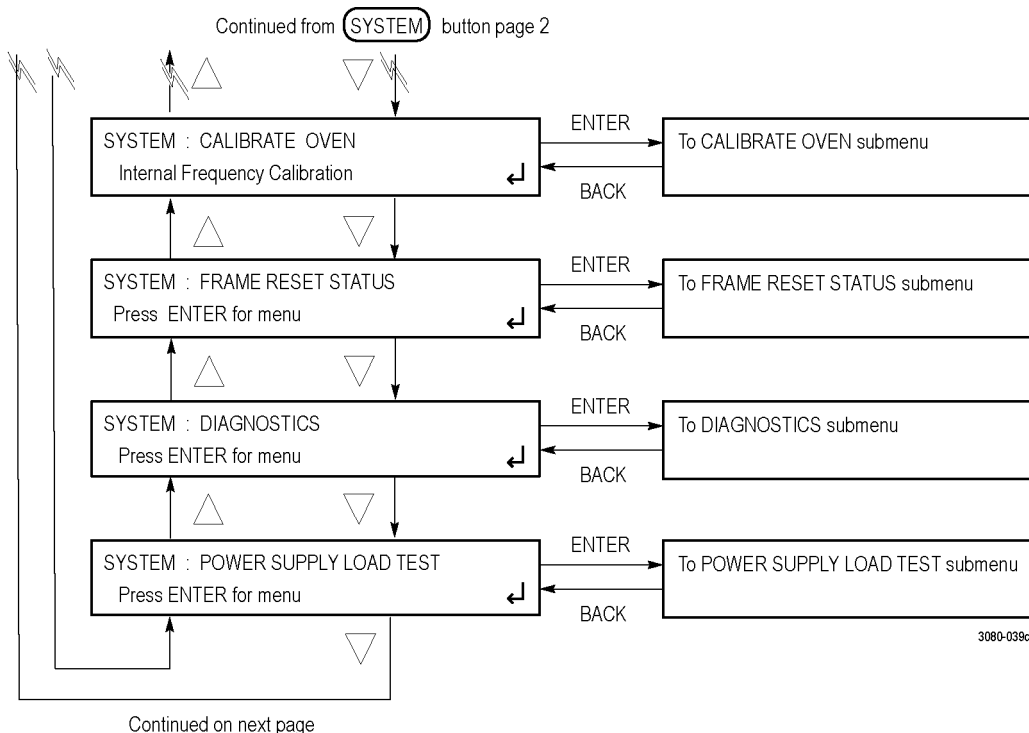 Continued from SYSTEM button page 2
SYSTEM : CALIBRATE OVEN
Internal Frequency Calibration
ENTER
BACK
To CALIBRATE OVEN submenu
SYSTEM : FRAME RESET STATUS
Press ENTER for menu
ENTER
BACK
To FRAME RESET STATUS submenu
SYSTEM : DIAGNOSTICS
Press ENTER for menu
ENTER
BACK
To DIAGNOSTICS submenu
SYSTEM : POWER SUPPLY LOAD TEST
Press ENTER for menu
ENTER
BACK
To POWER SUPPLY LOAD TEST submenu
3080-039c
Continued on next page